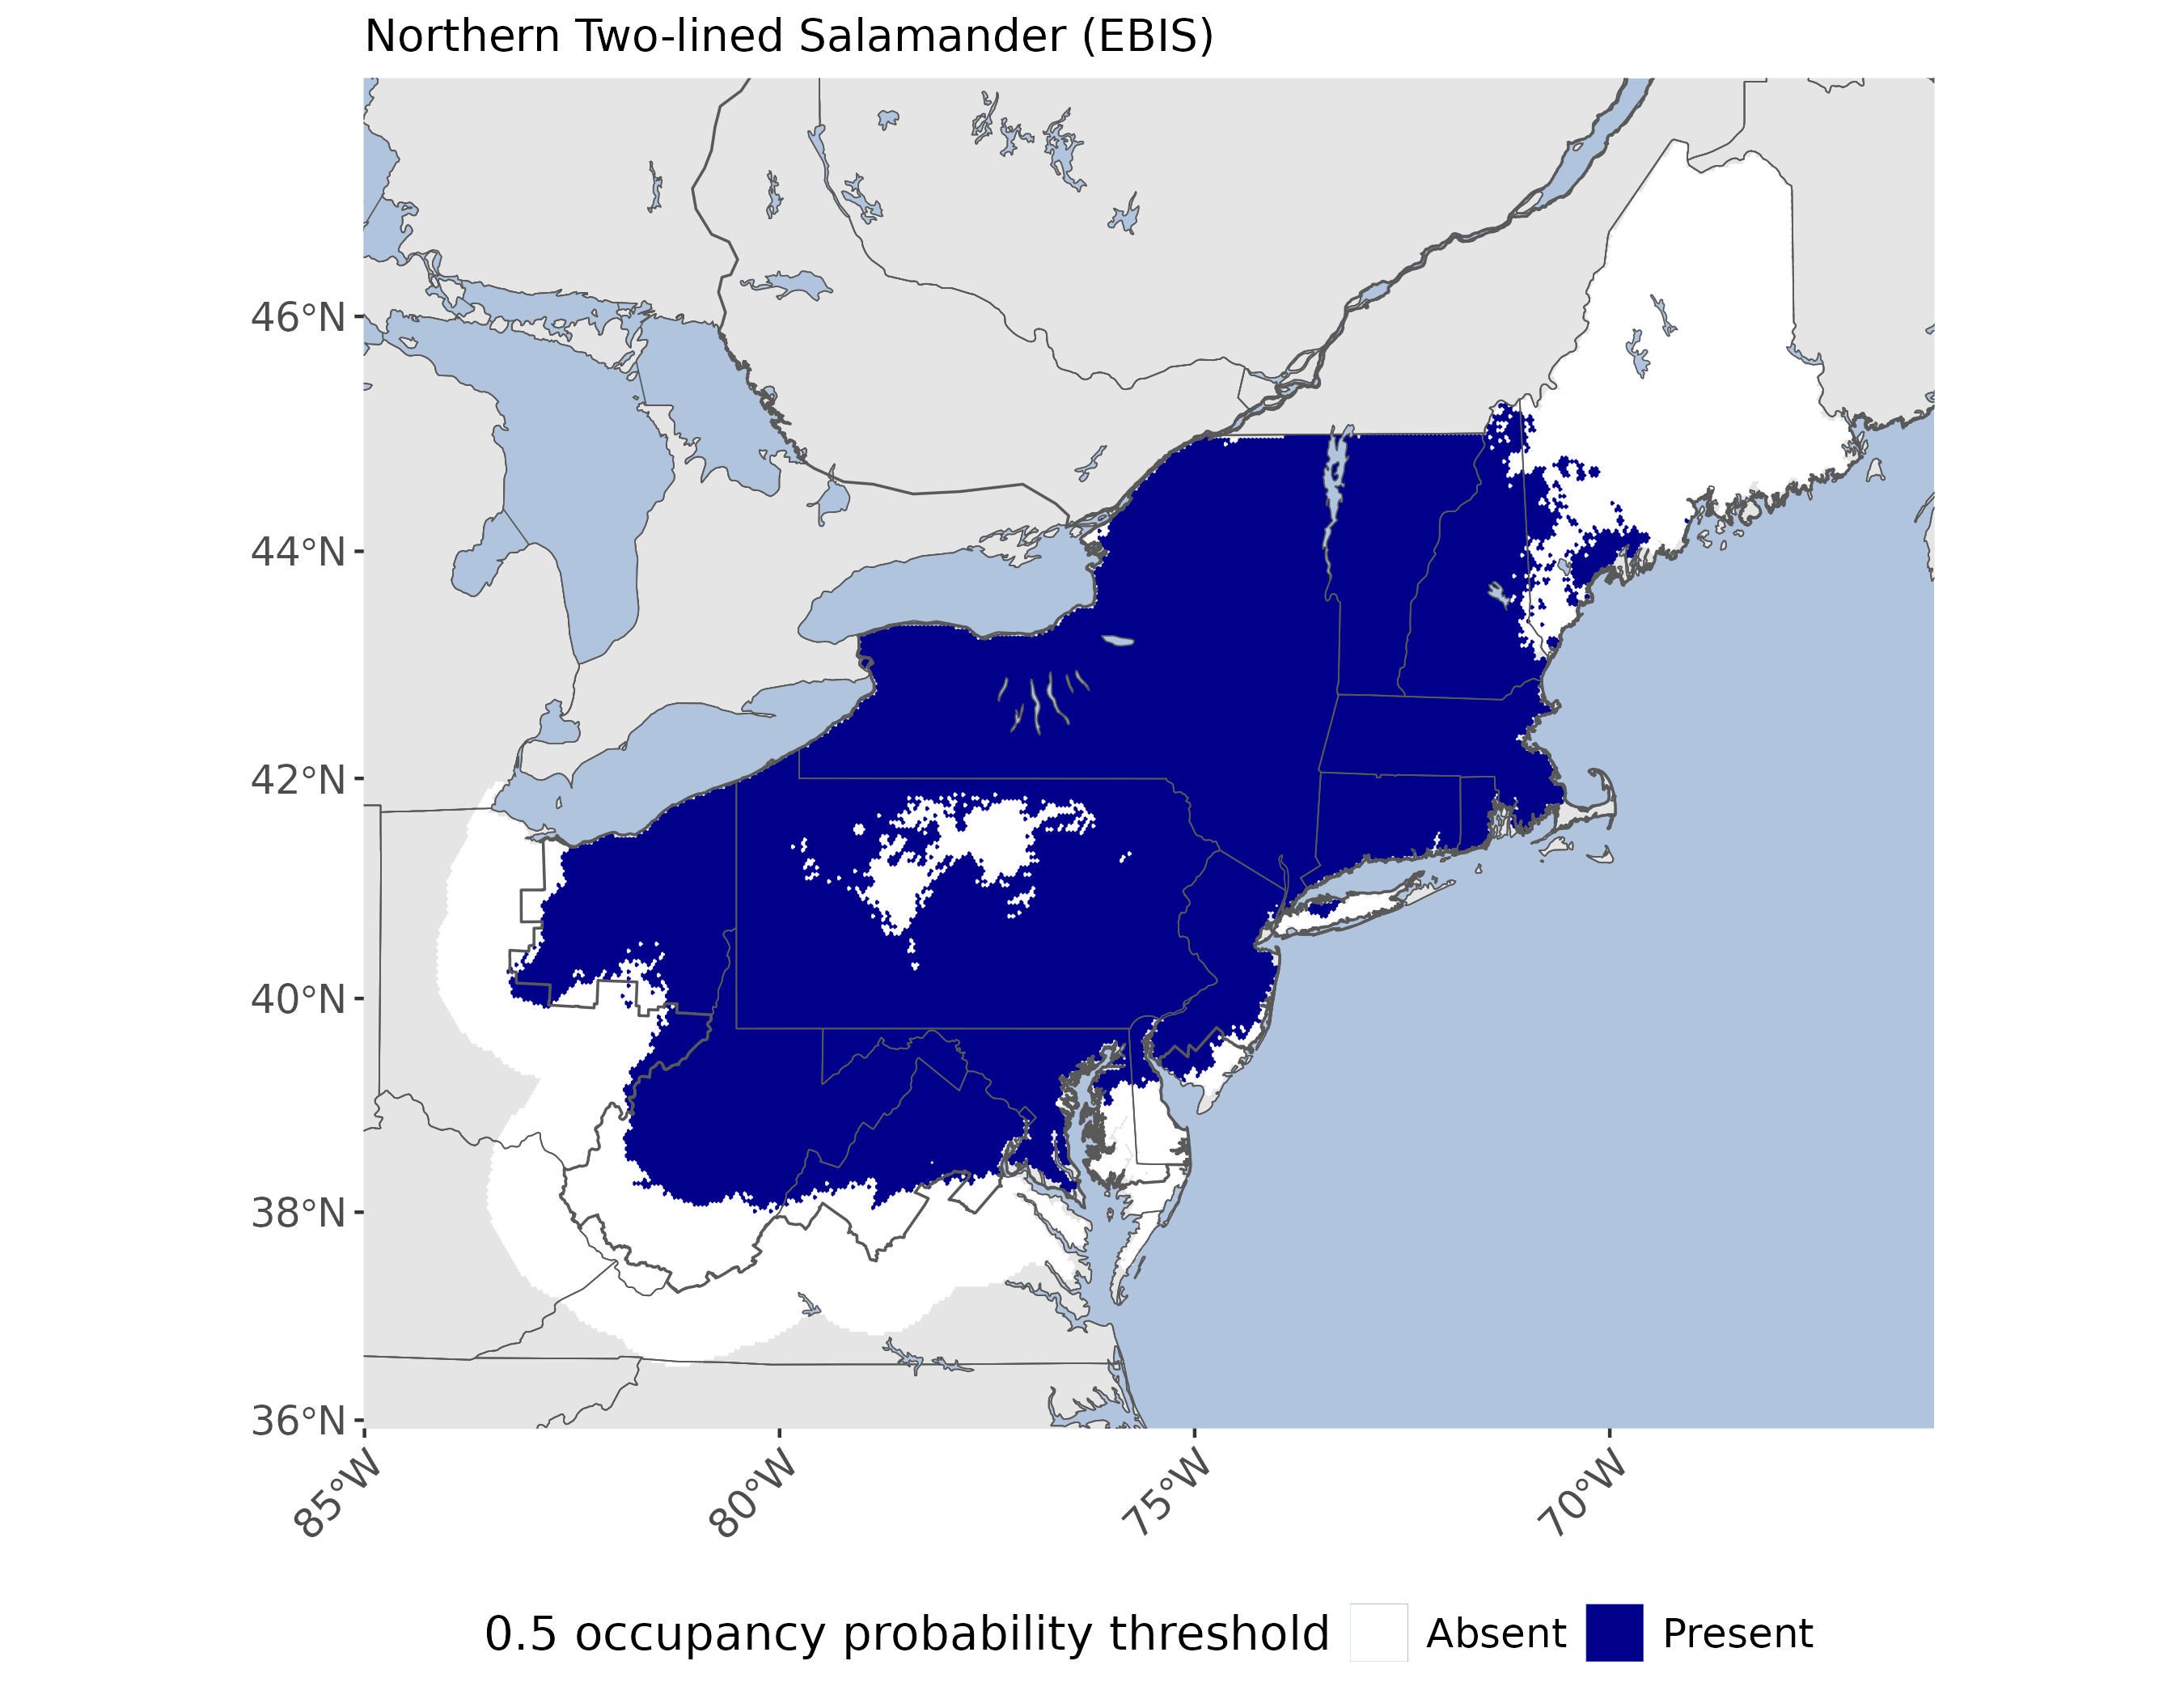 Northern Two-lined Salamander (EBIS)
46°N
44°N
42°N
40°N
38°N
36°N
85°W
80°W
75°W
70°W
0.5 occupancy probability threshold Absent Present